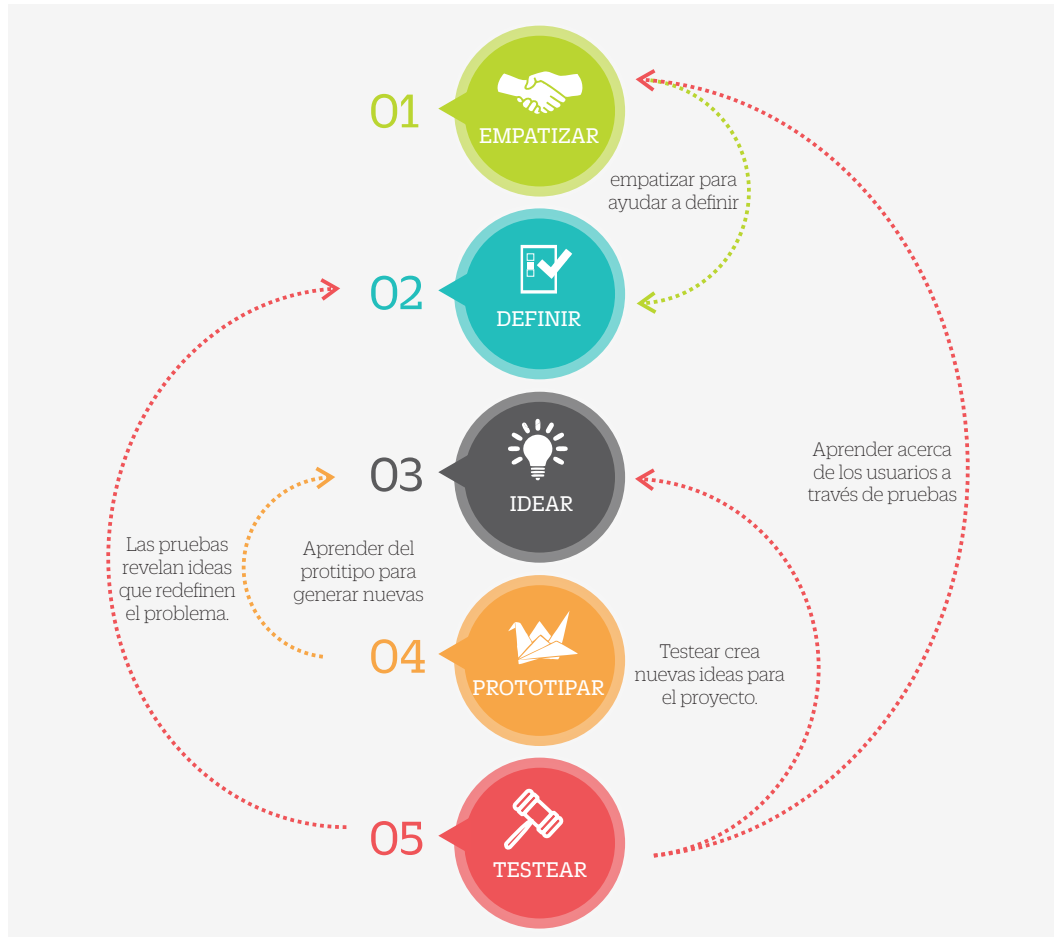 01
EMPATIZAR
empatizar para
ayudar a definir
02
DEFINIR
03
IDEAR
Aprender acerca
de los usuarios a
través de pruebas
Las pruebas
revelan ideas
que redefinen
el problema.
Aprender del
protitipo para
generar nuevas
04
PROTOTIPAR
Testear crea
nuevas ideas para
el proyecto.
05
TESTEAR